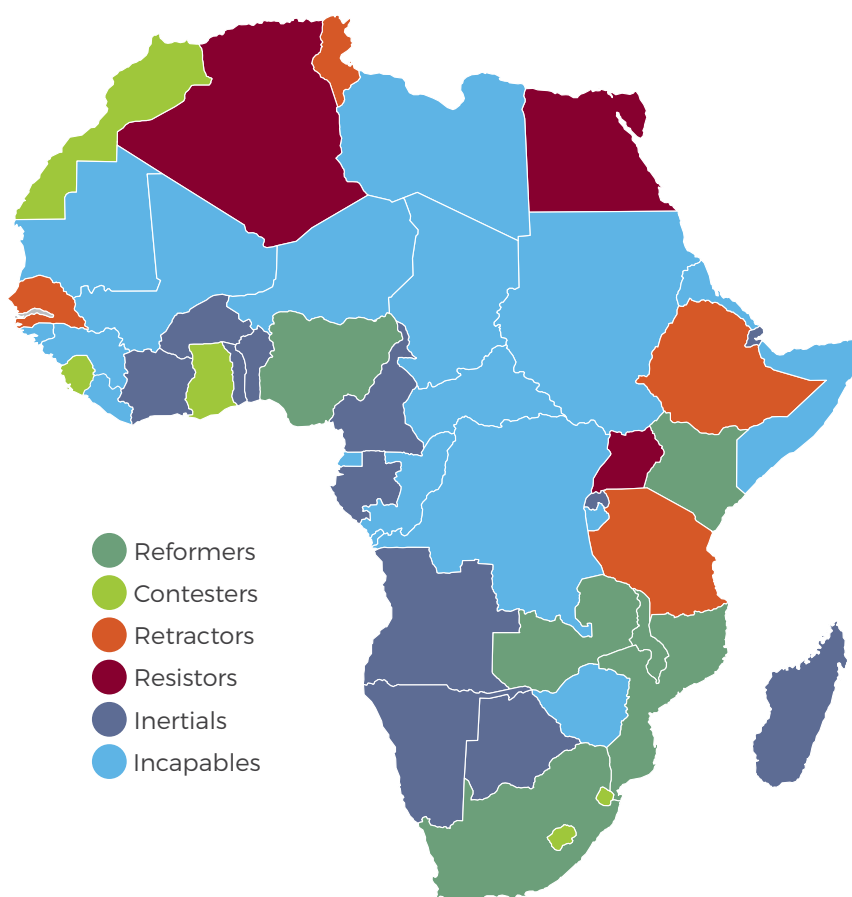 Reformers
Contesters
Retractors
Resistors
Inertials
Incapables